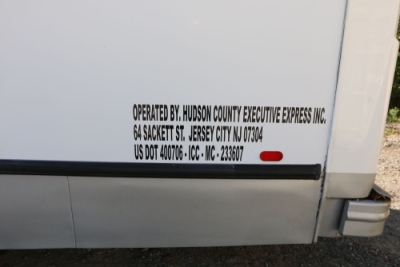 OPERATED BY. HUDSON COUNTY EXECUTIVE EXPRESS INC.
64 SACKETT ST. JERSEY CITY NJ 07304
US DOT 400706 - ICC - MC - 233607